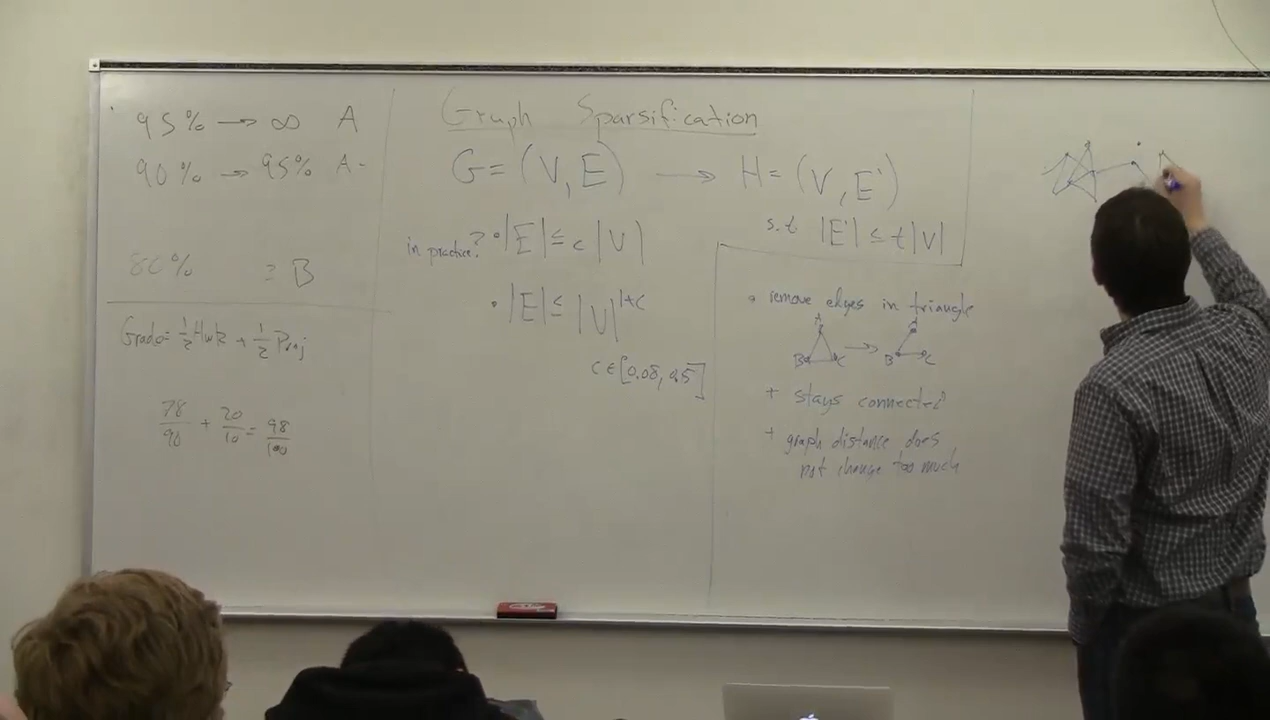 95% → ∞ A
90% → 95% A-
80% = B
Grade = 1/2 Hwk + 1/2 Proj
78/90 + 20/10 = 98/100
Graph Sparsification
G = (V, E) → H = (V, E')
s.t. |E'| ≤ t|V|
in practice? • |E| ≤ c|V|
• |E| ≤ |V|^{1+c}
c ∈ [0.05, 0.5]
• remove edges in triangle
A
B C → B C
+ stays connected
+ graph distance does
not change too much